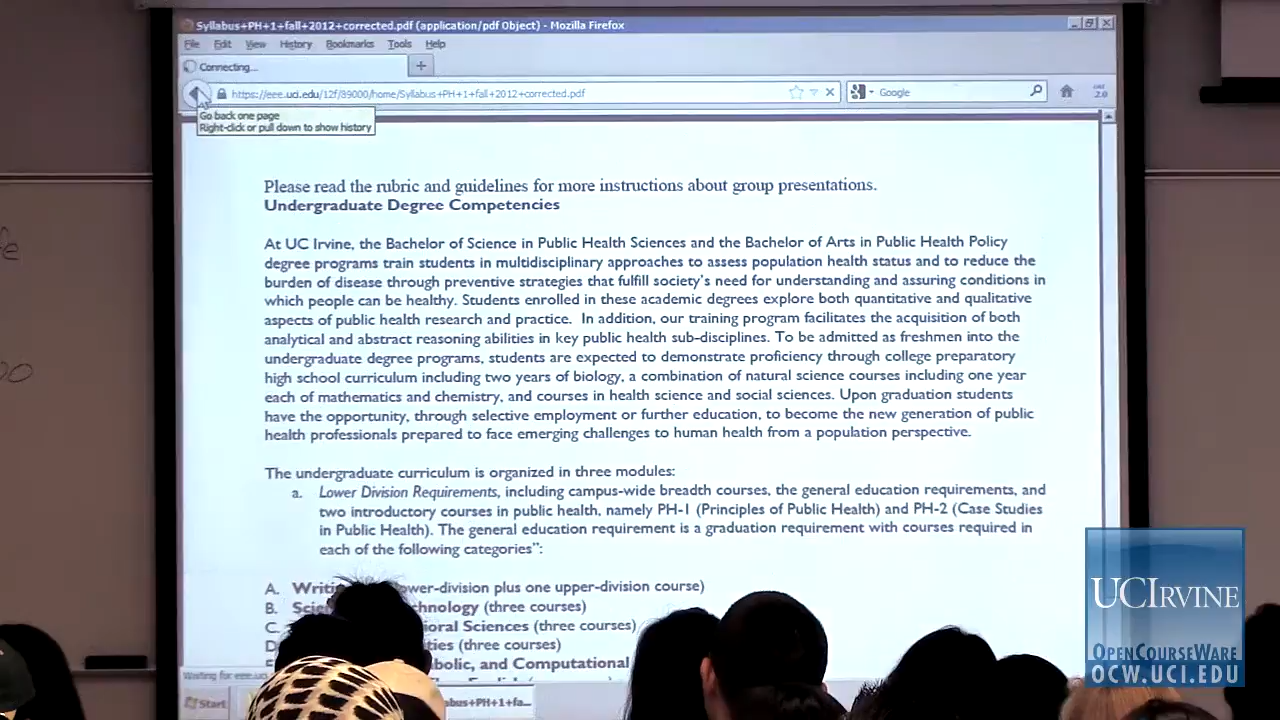 Syllabus+PH+1+fall+2012+corrected.pdf (application/pdf Object) - Mozilla Firefox
File Edit View History Bookmarks Tools Help
Connecting...
https://eee.uci.edu/12f/89000/home/Syllabus+PH+1+fall+2012+corrected.pdf
Google
Go back one page
Right-click or pull down to show history
Please read the rubric and guidelines for more instructions about group presentations.
Undergraduate Degree Competencies
At UC Irvine, the Bachelor of Science in Public Health Sciences and the Bachelor of Arts in Public Health Policy
degree programs train students in multidisciplinary approaches to assess population health status and to reduce the
burden of disease through preventive strategies that fulfill society's need for understanding and assuring conditions in
which people can be healthy. Students enrolled in these academic degrees explore both quantitative and qualitative
aspects of public health research and practice. In addition, our training program facilitates the acquisition of both
analytical and abstract reasoning abilities in key public health sub-disciplines. To be admitted as freshmen into the
undergraduate degree programs, students are expected to demonstrate proficiency through college preparatory
high school curriculum including two years of biology, a combination of natural science courses including one year
each of mathematics and chemistry, and courses in health science and social sciences. Upon graduation students
have the opportunity, through selective employment or further education, to become the new generation of public
health professionals prepared to face emerging challenges to human health from a population perspective.
The undergraduate curriculum is organized in three modules:
a. Lower Division Requirements, including campus-wide breadth courses, the general education requirements, and
two introductory courses in public health, namely PH-1 (Principles of Public Health) and PH-2 (Case Studies
in Public Health). The general education requirement is a graduation requirement with courses required in
each of the following categories":
A. Writi ower-division plus one upper-division course)
B. Scie hnology (three courses)
C. oral Sciences (three courses)
D ties (three courses)
bolic, and Computational
Waiting for eee.uci
Start
bus+PH+1+fa...
UCIRVINE
OPENCOURSEWARE
OCW.UCI.EDU